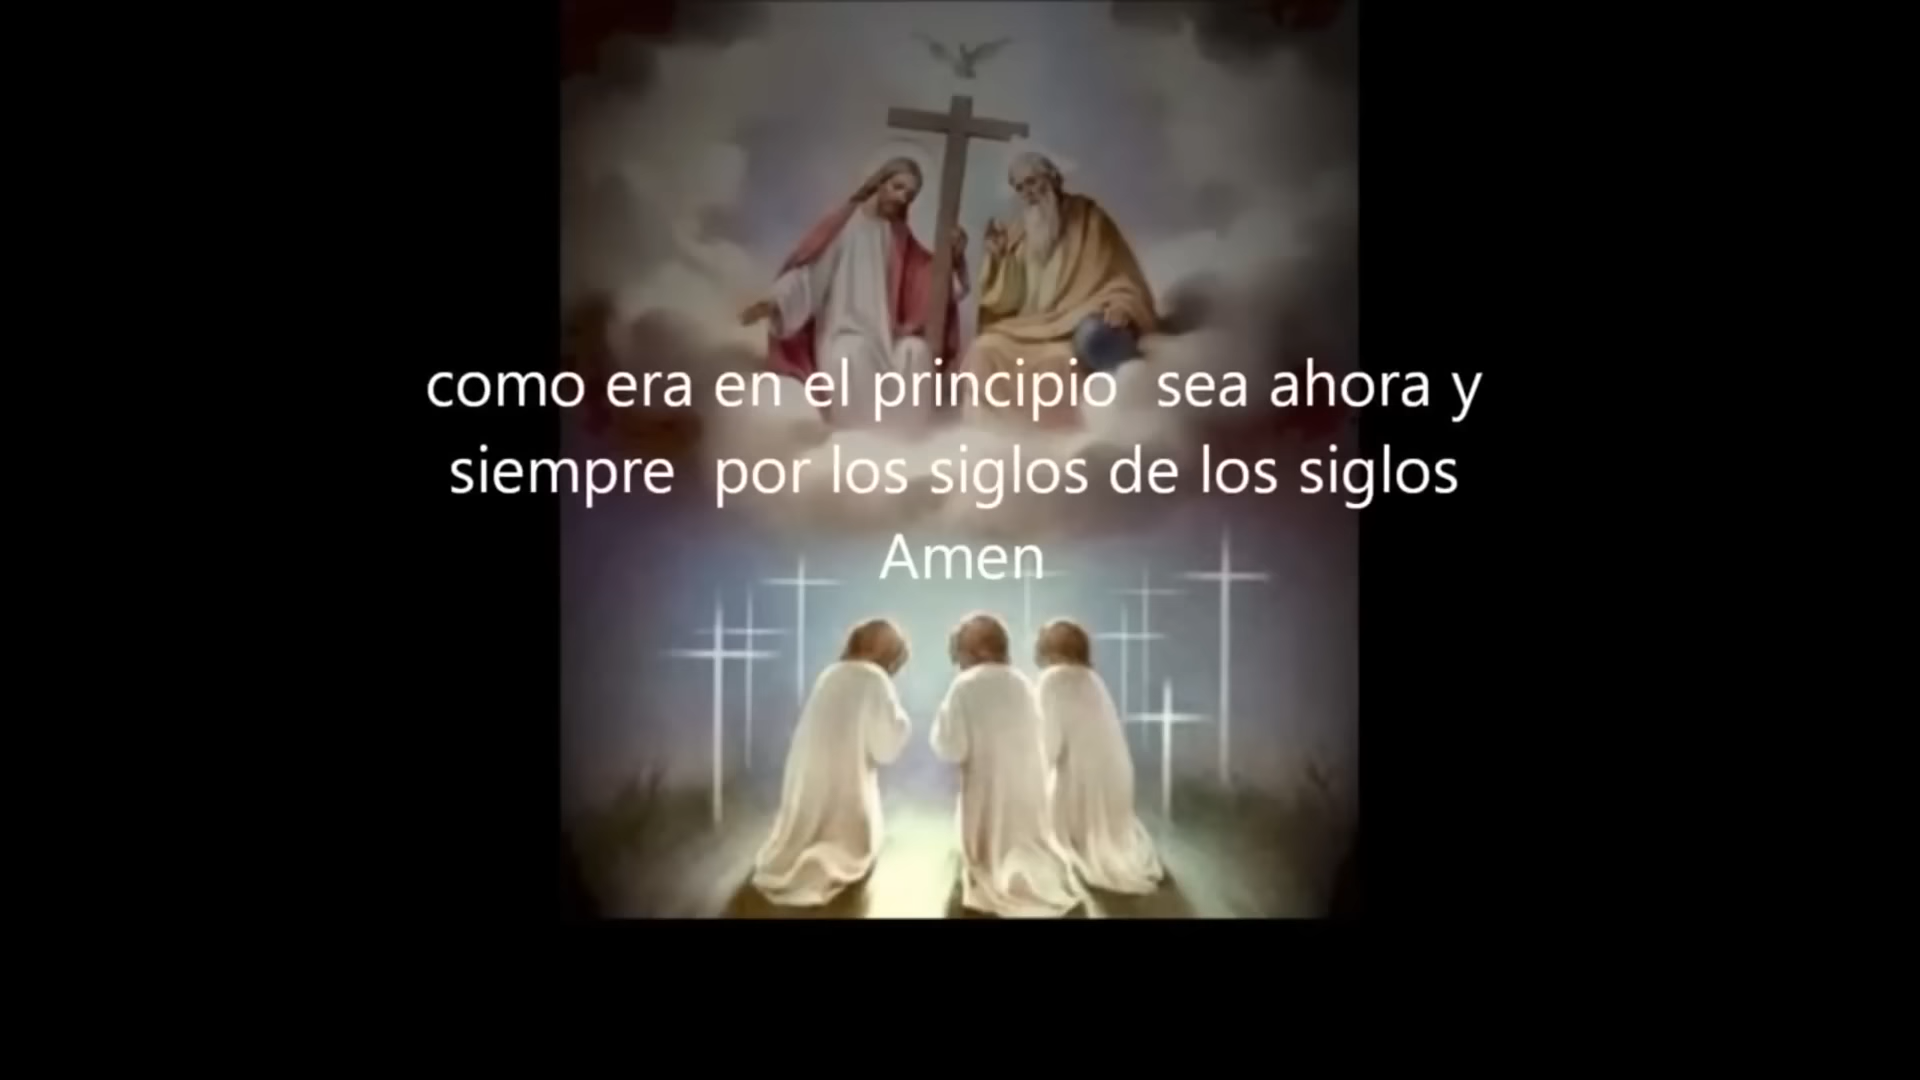 como era en el principio  sea ahora y
siempre  por los siglos de los siglos
Amen